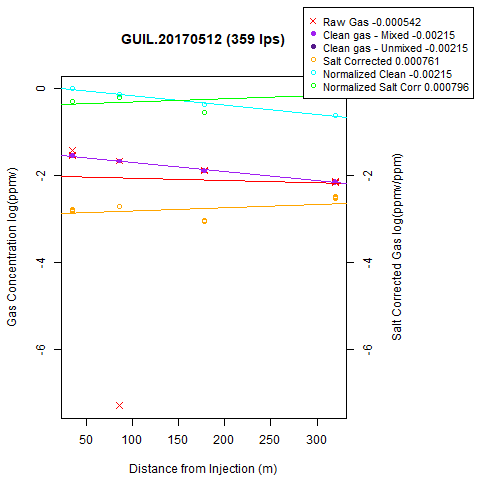 GUIL.20170512 (359 lps)
Raw Gas -0.000542
Clean gas - Mixed -0.00215
Clean gas - Unmixed -0.00215
Salt Corrected 0.000761
Normalized Clean -0.00215
Normalized Salt Corr 0.000796
Gas Concentration log(ppmv)
0
-2
-4
-6
-2
-4
-6
Salt Corrected Gas log(ppmv/ppm)
50 100 150 200 250 300
Distance from Injection (m)